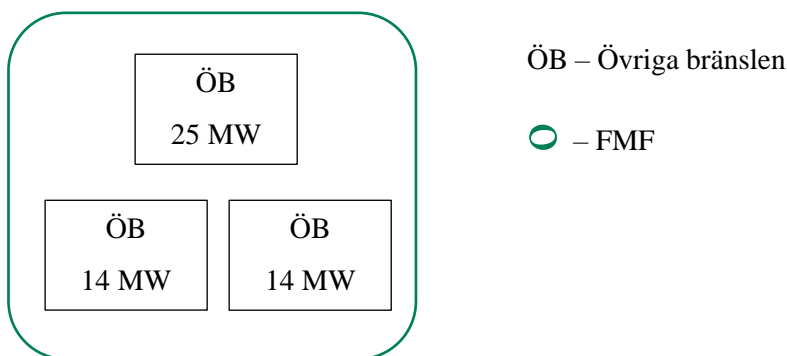 ÖB
25 MW
ÖB
14 MW
ÖB
14 MW
ÖB – Övriga bränslen
– FMF